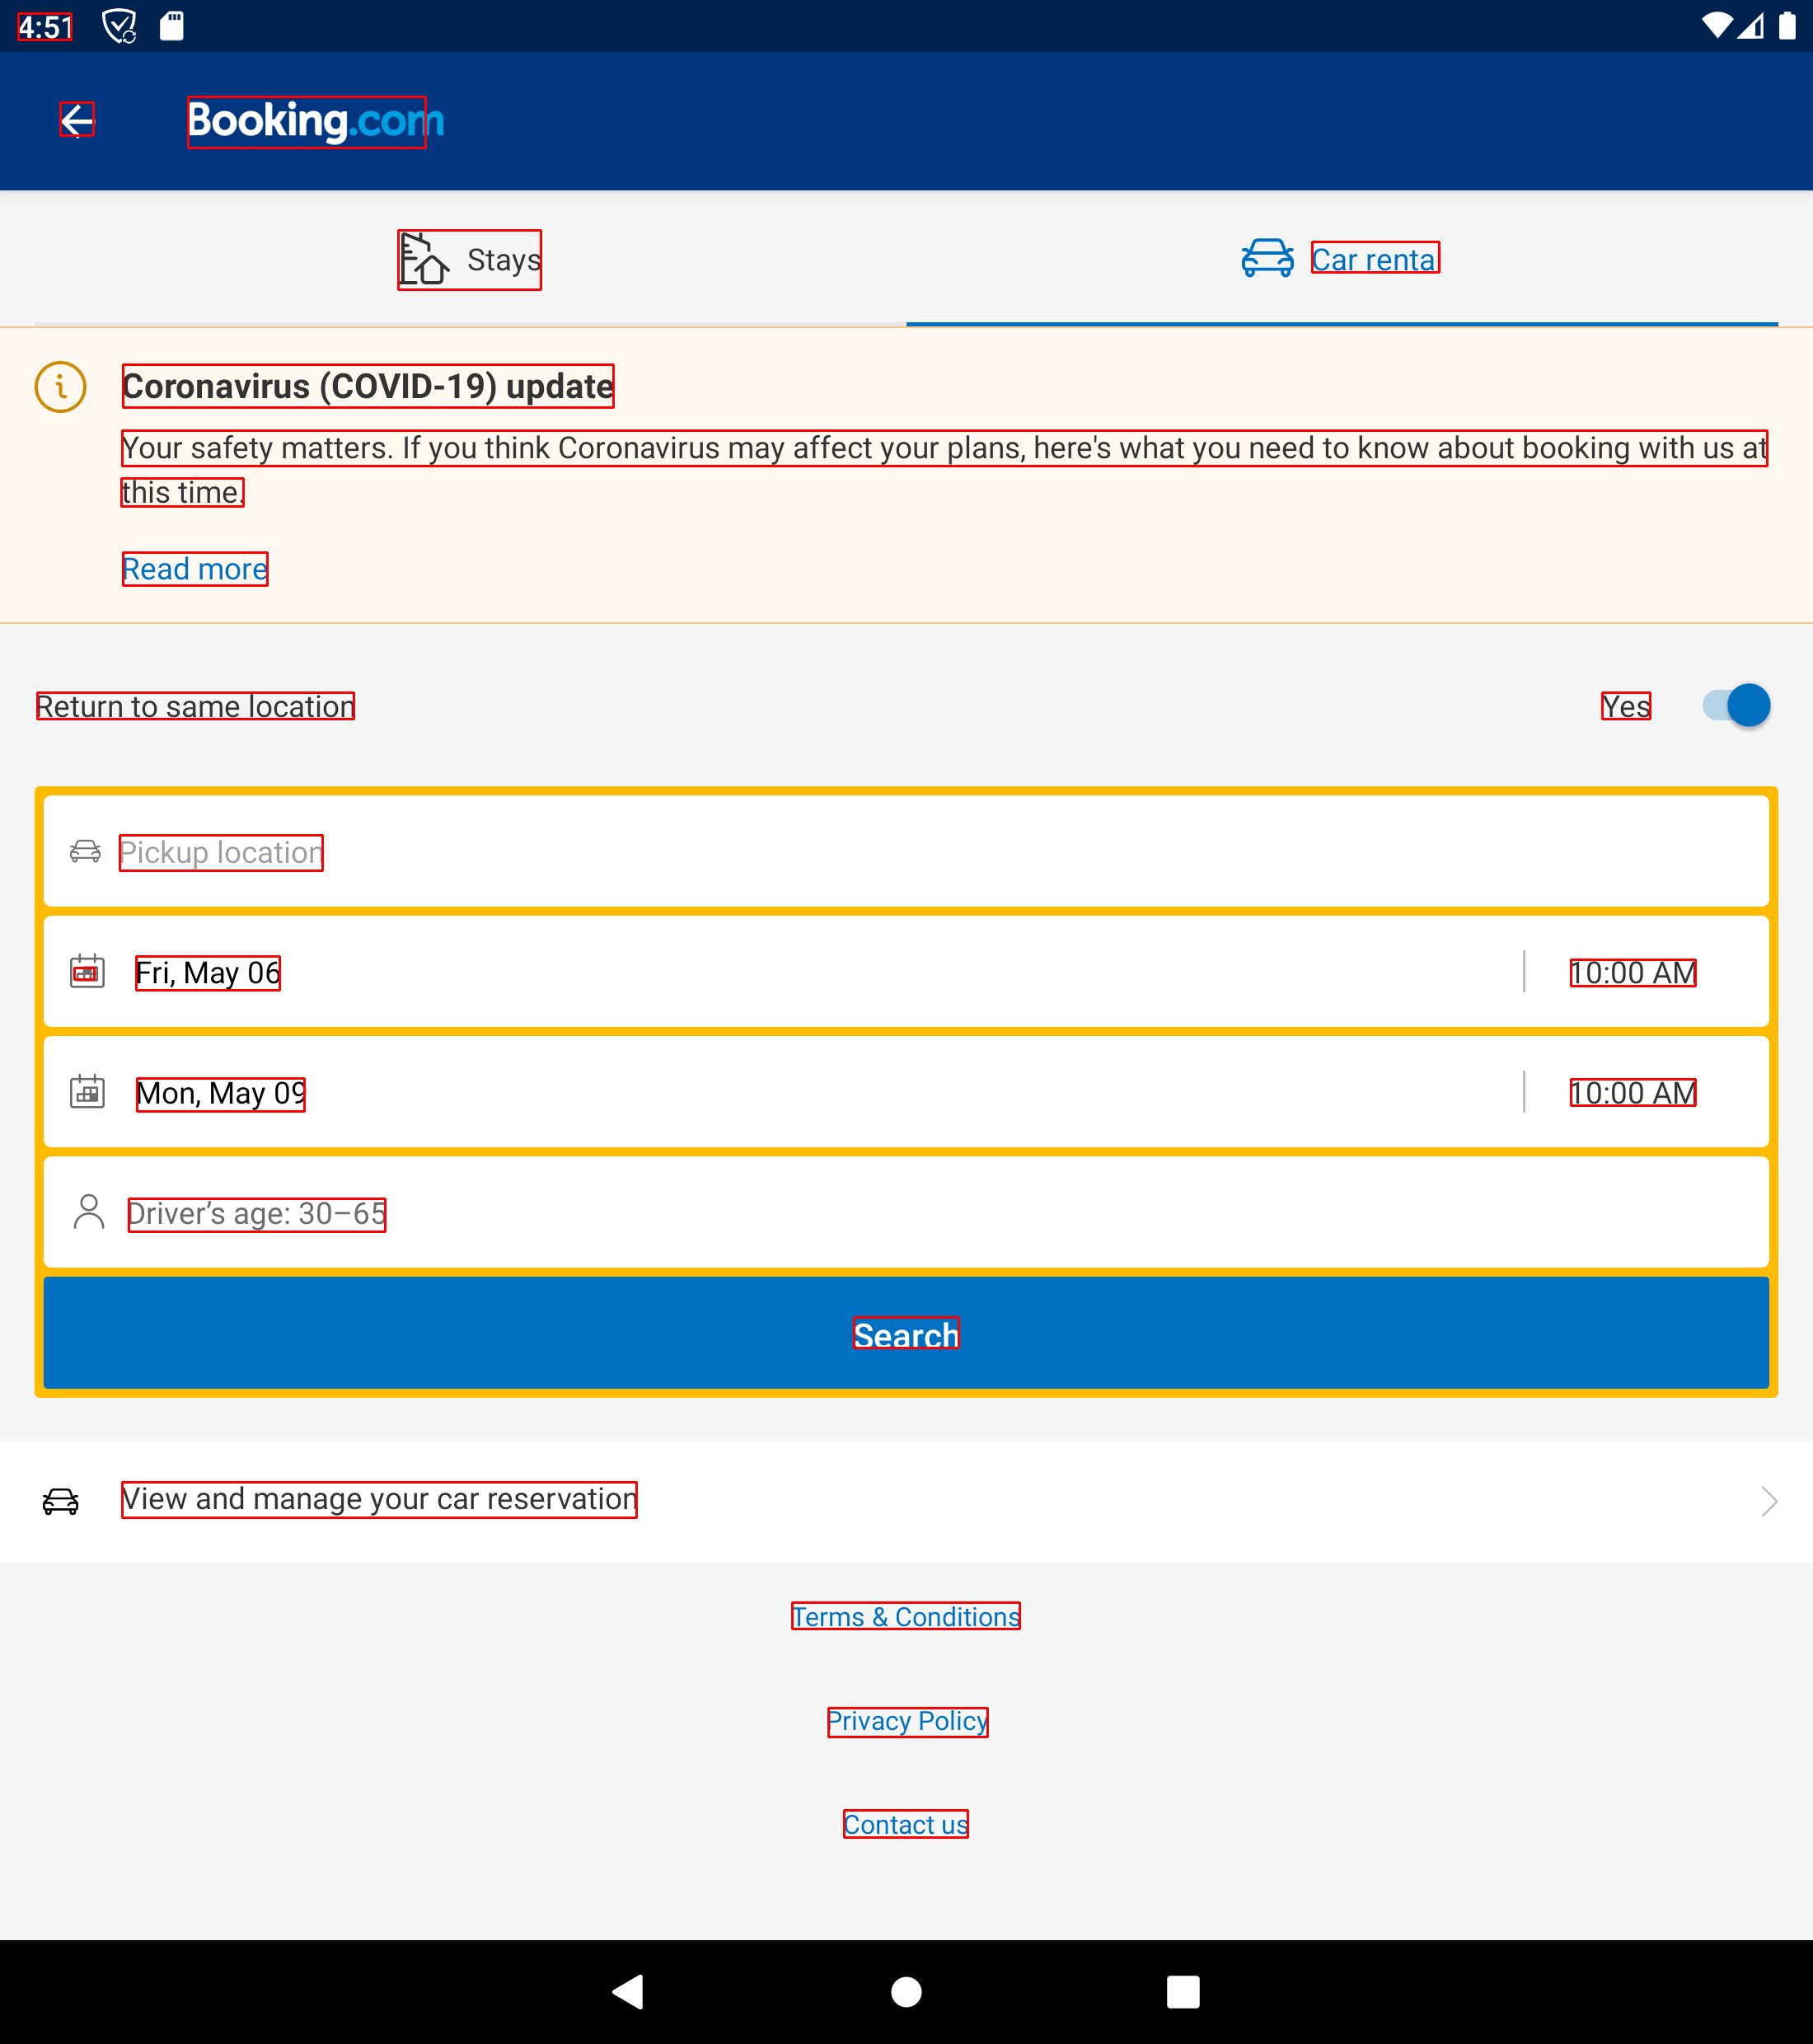 4:51
Booking.com
Stays
Car rental
Coronavirus (COVID-19) update
Your safety matters. If you think Coronavirus may affect your plans, here's what you need to know about booking with us at
this time.
Read more
Return to same location
Yes
Pickup location
Fri, May 06
10:00 AM
Mon, May 09
10:00 AM
Driver’s age: 30–65
Search
View and manage your car reservation
Terms & Conditions
Privacy Policy
Contact us